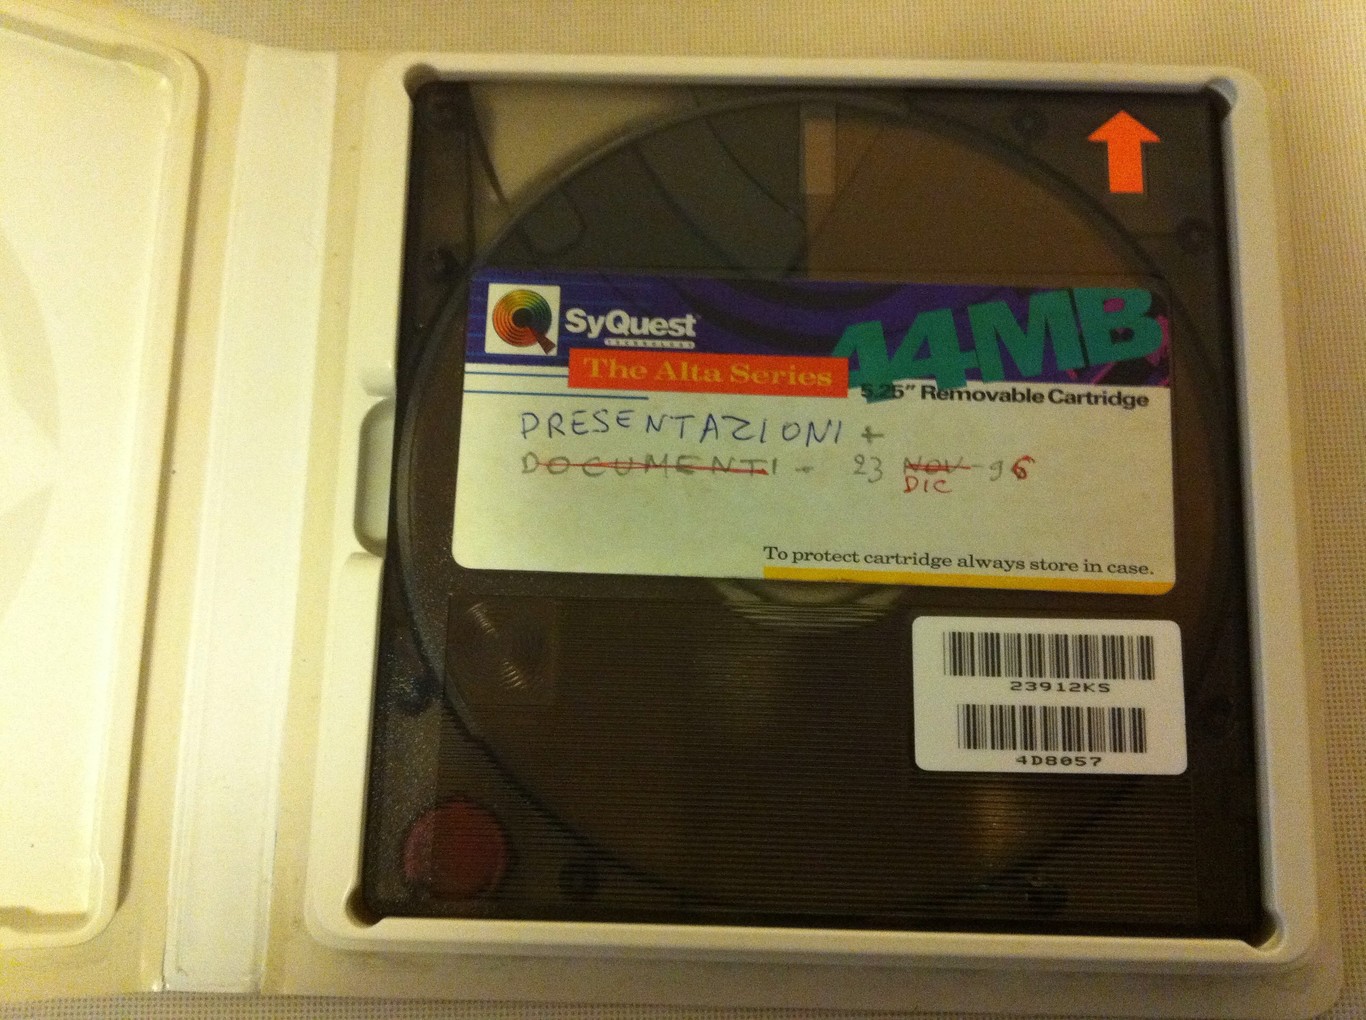 SyQuest
TECHNOLOGY
44MB
The Alta Series
5.25" Removable Cartridge
PRESENTAZIONI +
DOCUMENTI - 23 NOV-96
DIC
To protect cartridge always store in case.
23912KS
4D8057